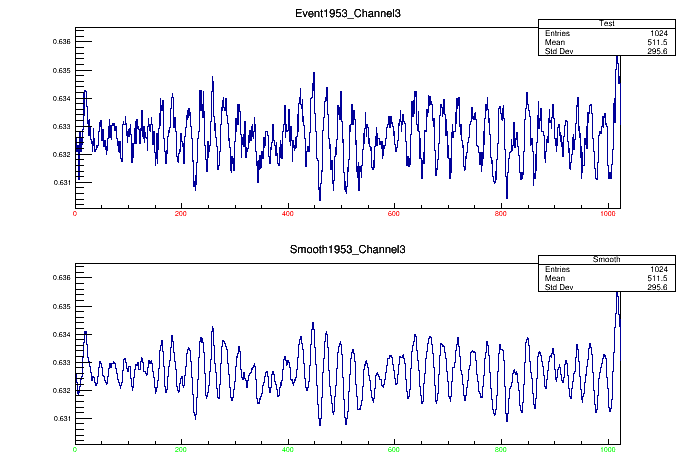 Event1953_Channel3
Test
Entries 1024
Mean 511.5
Std Dev 295.6
0.636
0.635
0.634
0.633
0.632
0.631
0 200 400 600 800 1000
Smooth1953_Channel3
Smooth
Entries 1024
Mean 511.5
Std Dev 295.6
0.636
0.635
0.634
0.633
0.632
0.631
0 200 400 600 800 1000